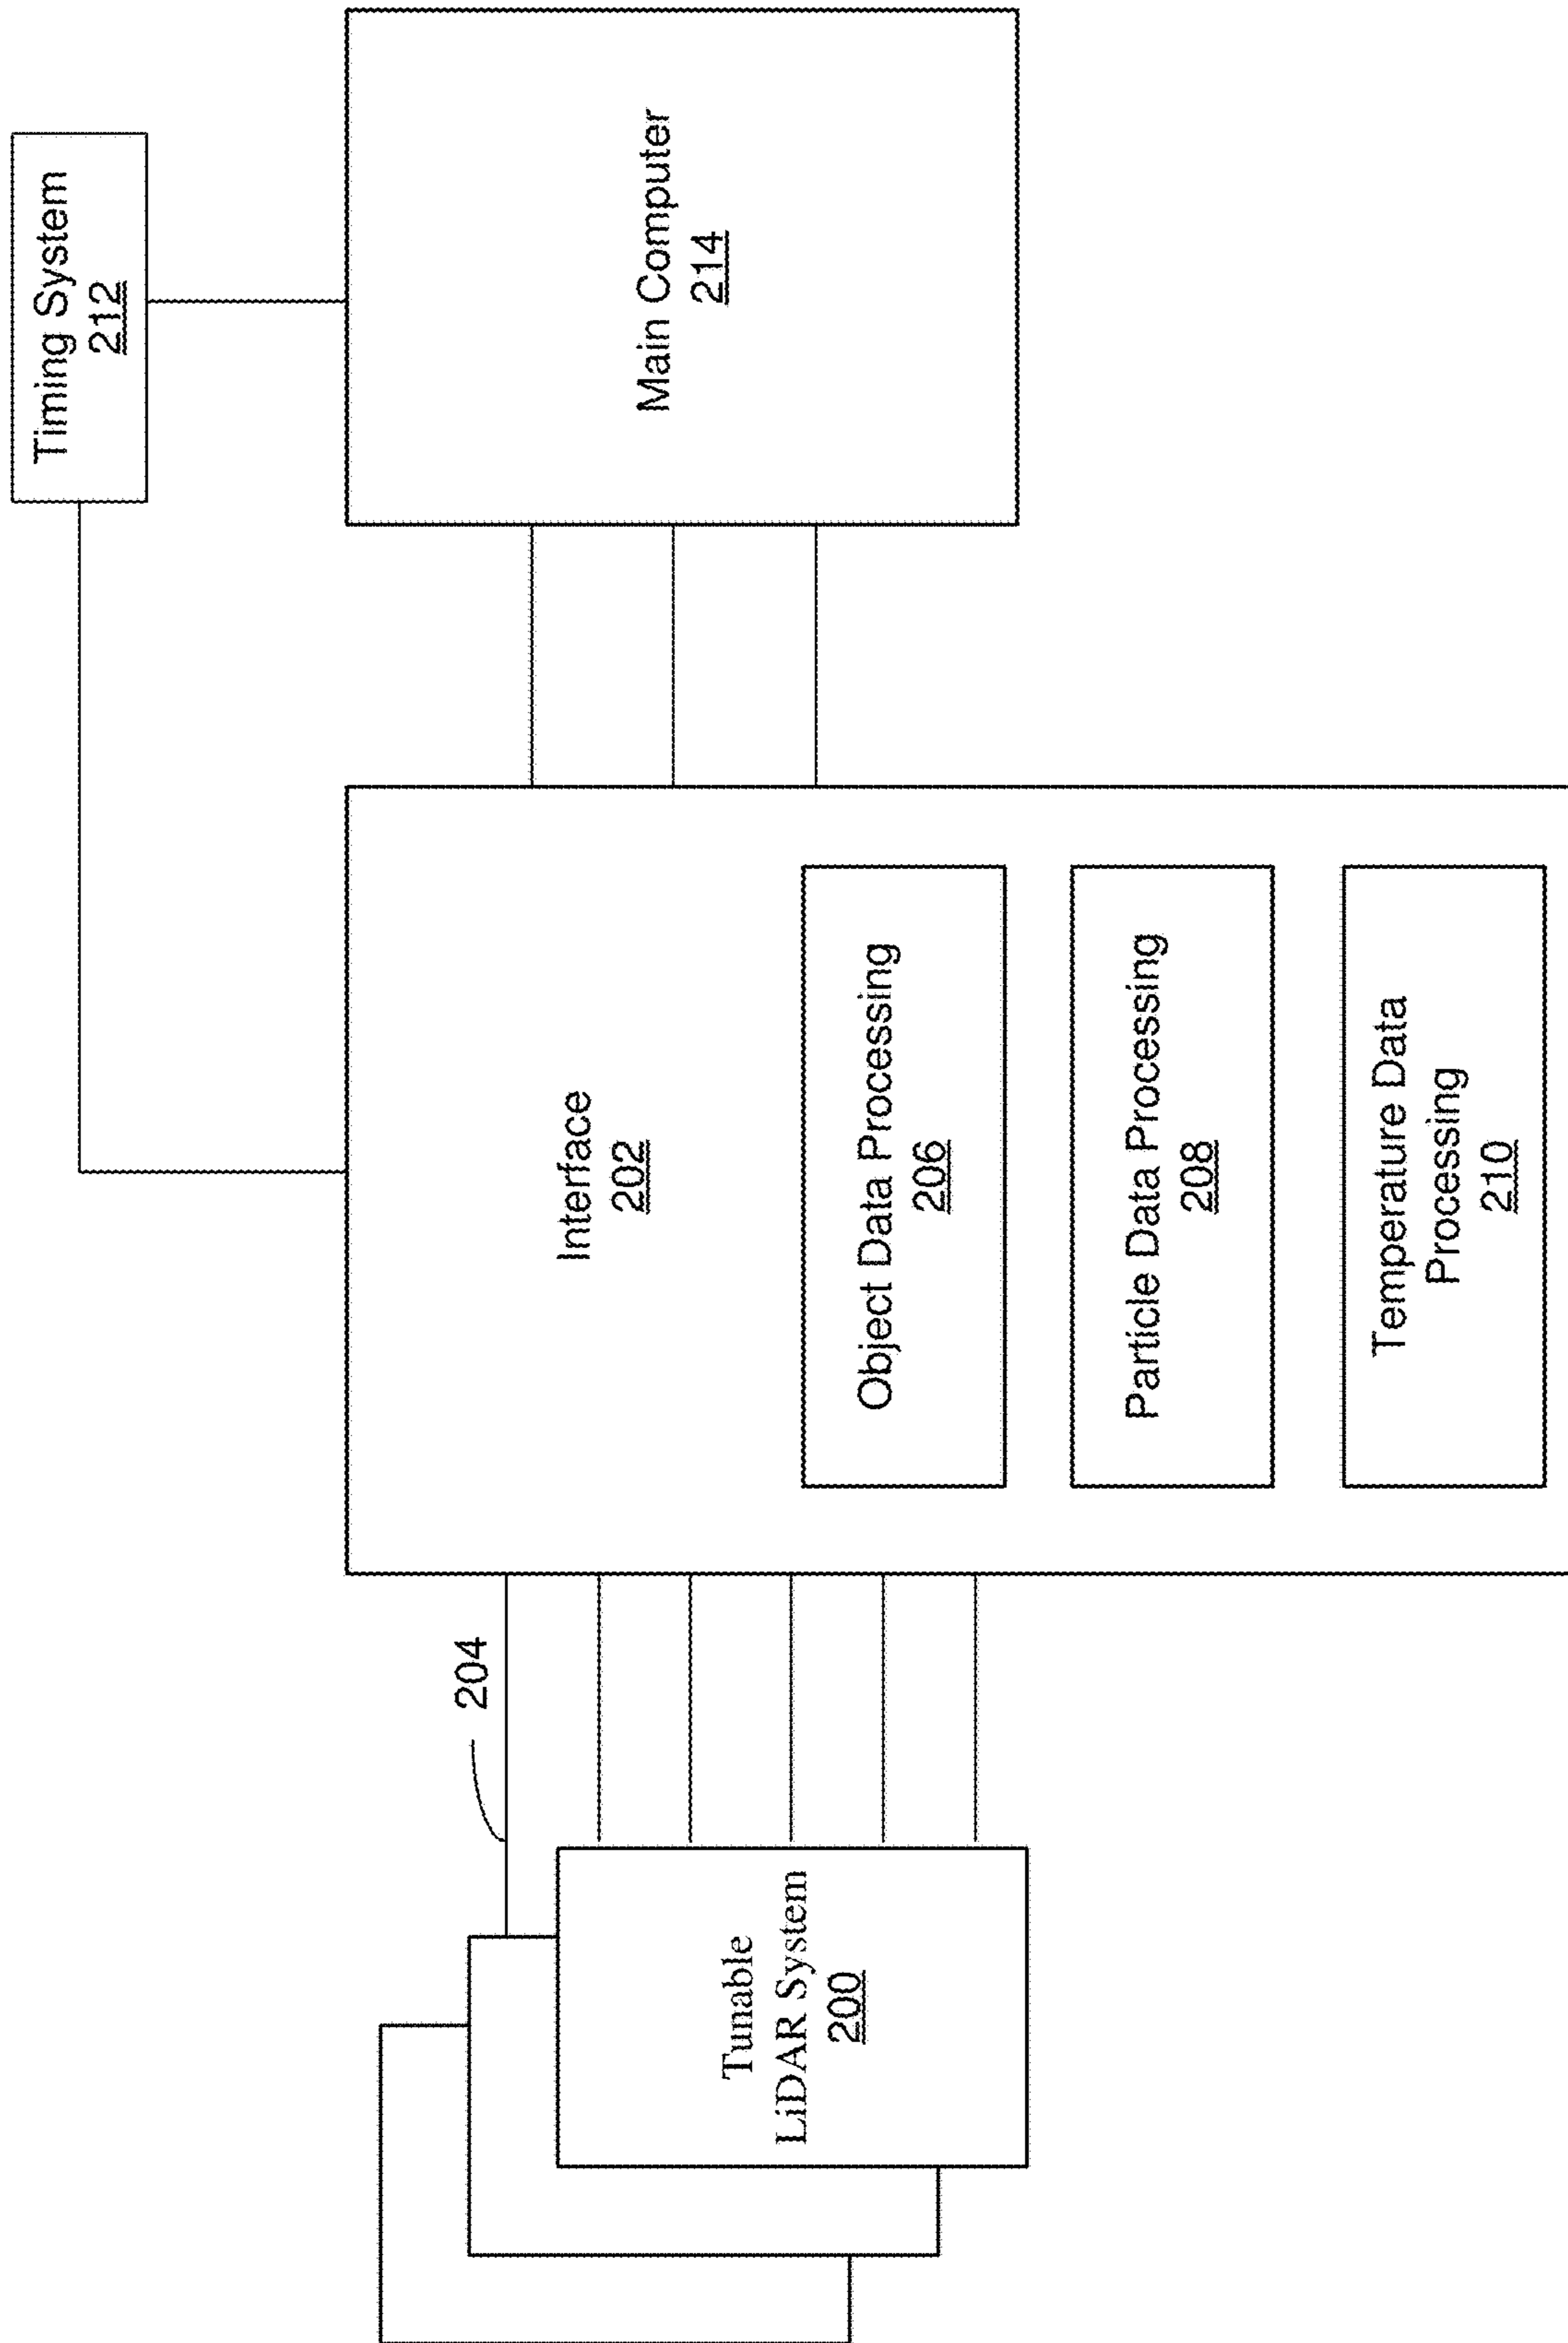 Timing System
212
Main Computer
214
Interface
202
Object Data Processing
206
Particle Data Processing
208
Temperature Data
Processing
210
204
Tunable
LiDAR System
200